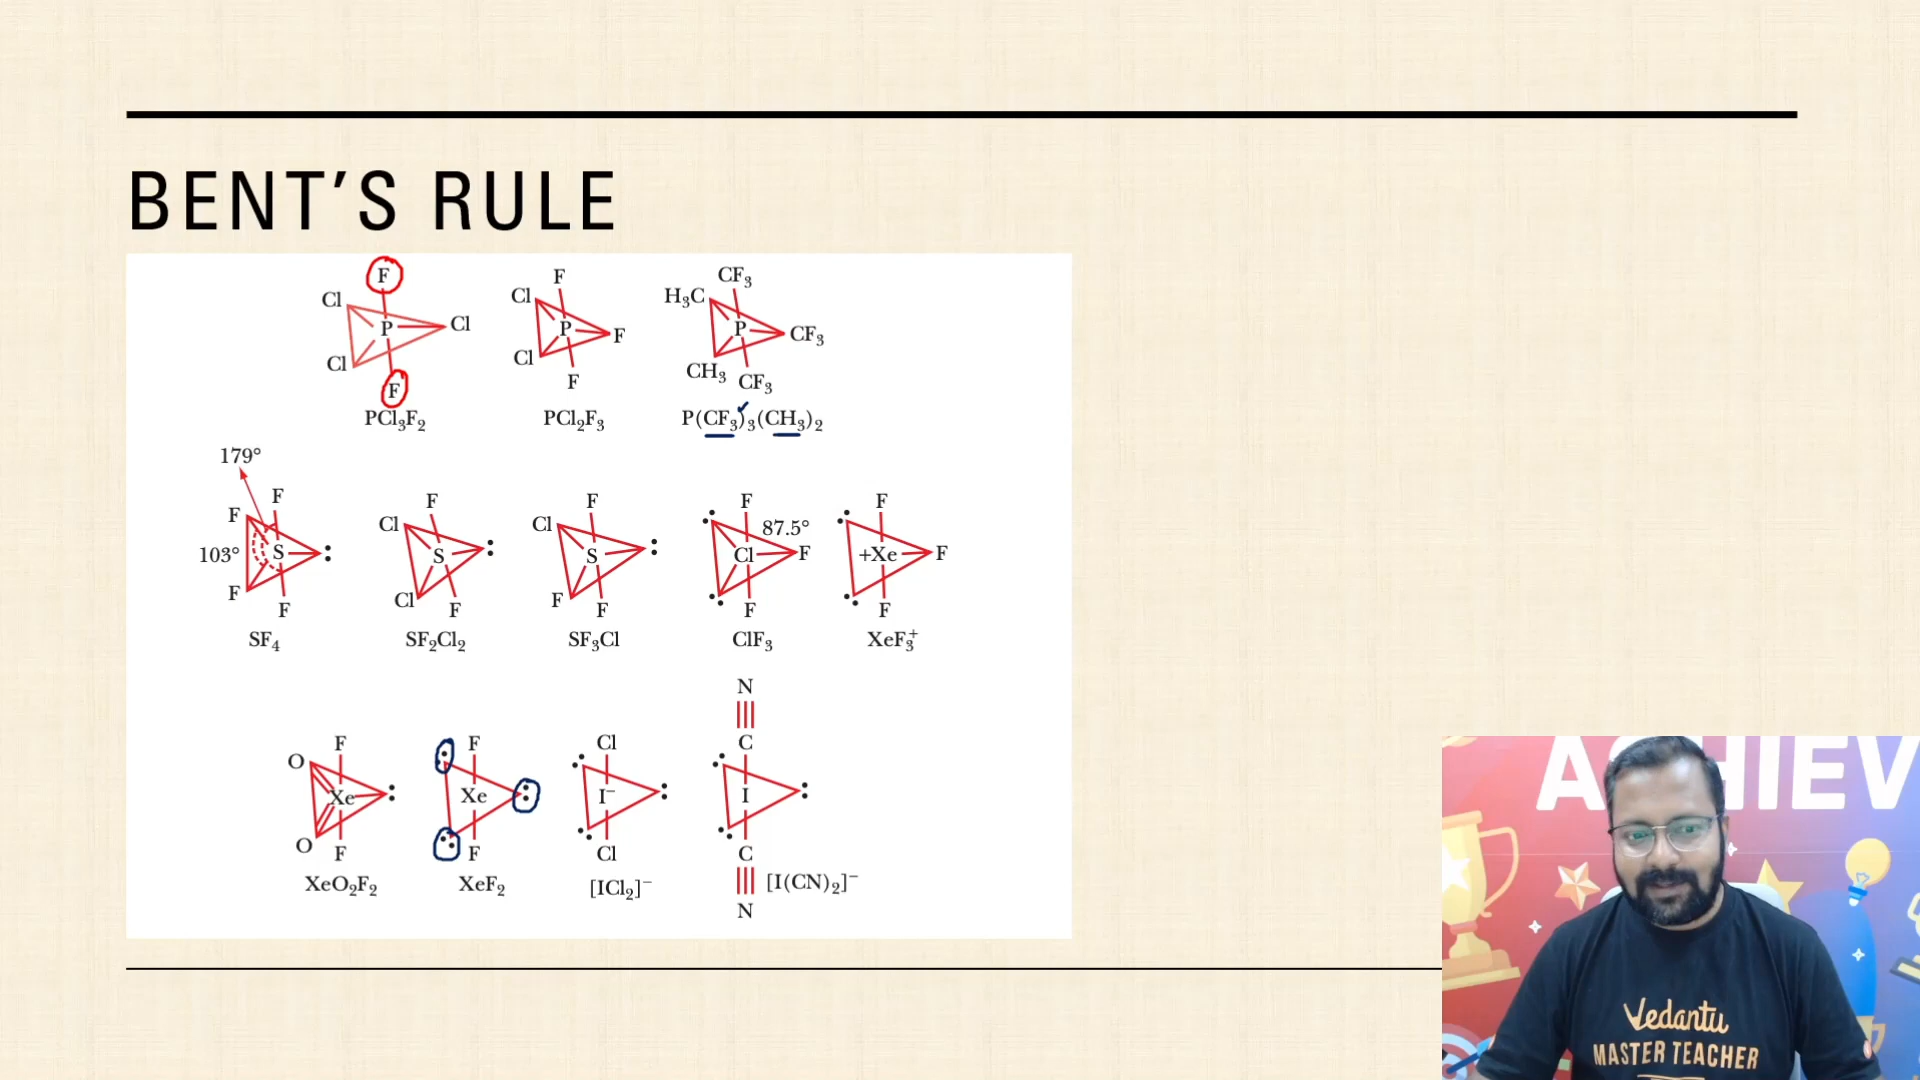 BENT'S RULE
F F CF₃
Cl Cl H₃C
P Cl P F P CF₃
Cl Cl CH₃
F F CF₃
PCl₃F₂ PCl₂F₃ P(CF₃)₃(CH₃)₂
179°
F F F F F
F Cl Cl 87.5°
103° S : S : S : Cl F +Xe F
F Cl F
F F F F F
SF₄ SF₂Cl₂ SF₃Cl ClF₃ XeF₃⁺
N
F F Cl C
O
Xe : Xe : I⁻ : I :
O
F F Cl C
XeO₂F₂ XeF₂ [ICl₂]⁻ [I(CN)₂]⁻
N
ACHIEV
Vedantu
MASTER TEACHER